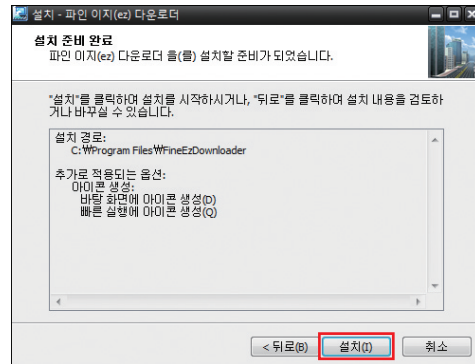 설치 - 파인 이지(ez) 다운로더
설치 준비 완료
파인 이지(ez) 다운로더 을(를) 설치할 준비가 되었습니다.
"설치"를 클릭하여 설치를 시작하시거나, "뒤로"를 클릭하여 설치 내용을 검토하
거나 바꾸실 수 있습니다.
설치 경로:
C:₩Program Files₩FineEzDownloader
추가로 적용되는 옵션:
아이콘 생성:
바탕 화면에 아이콘 생성(D)
빠른 실행에 아이콘 생성(Q)
< 뒤로(B) 설치(I) 취소